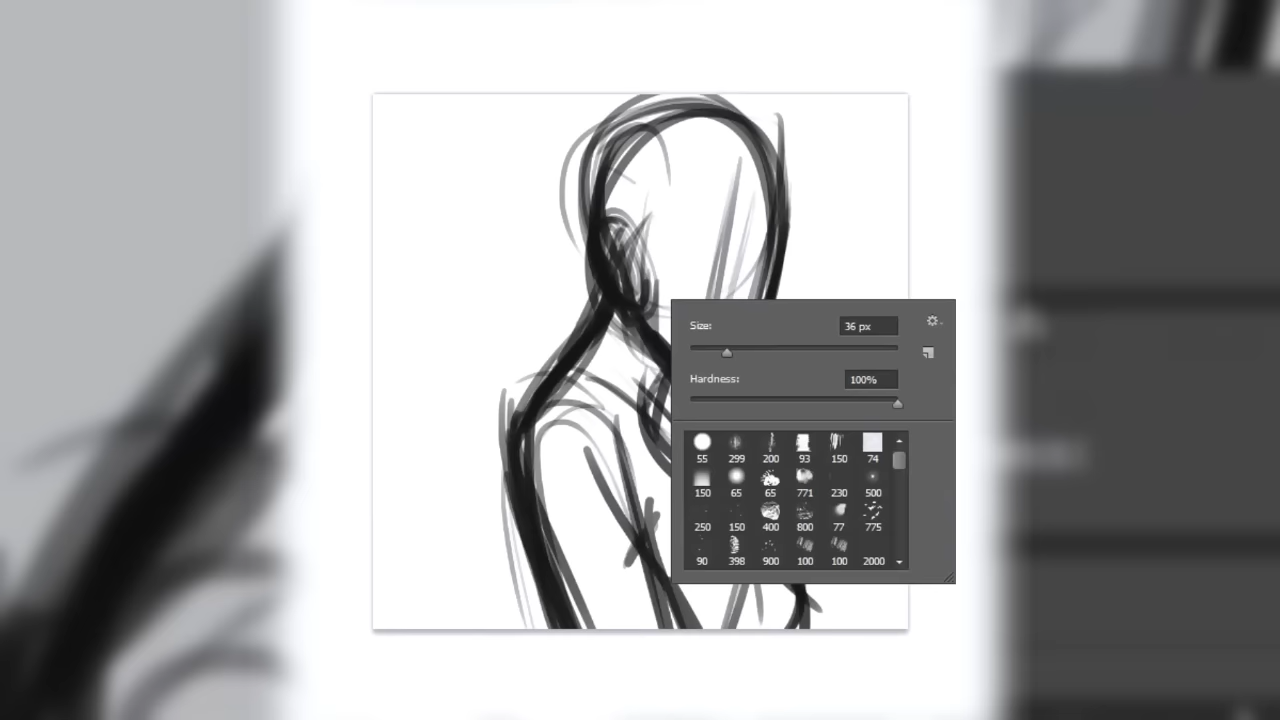 Size: 36 px
Hardness: 100%
55 299 200 93 150 74
150 65 65 771 230 500
250 150 400 800 77 775
90 398 900 100 100 2000